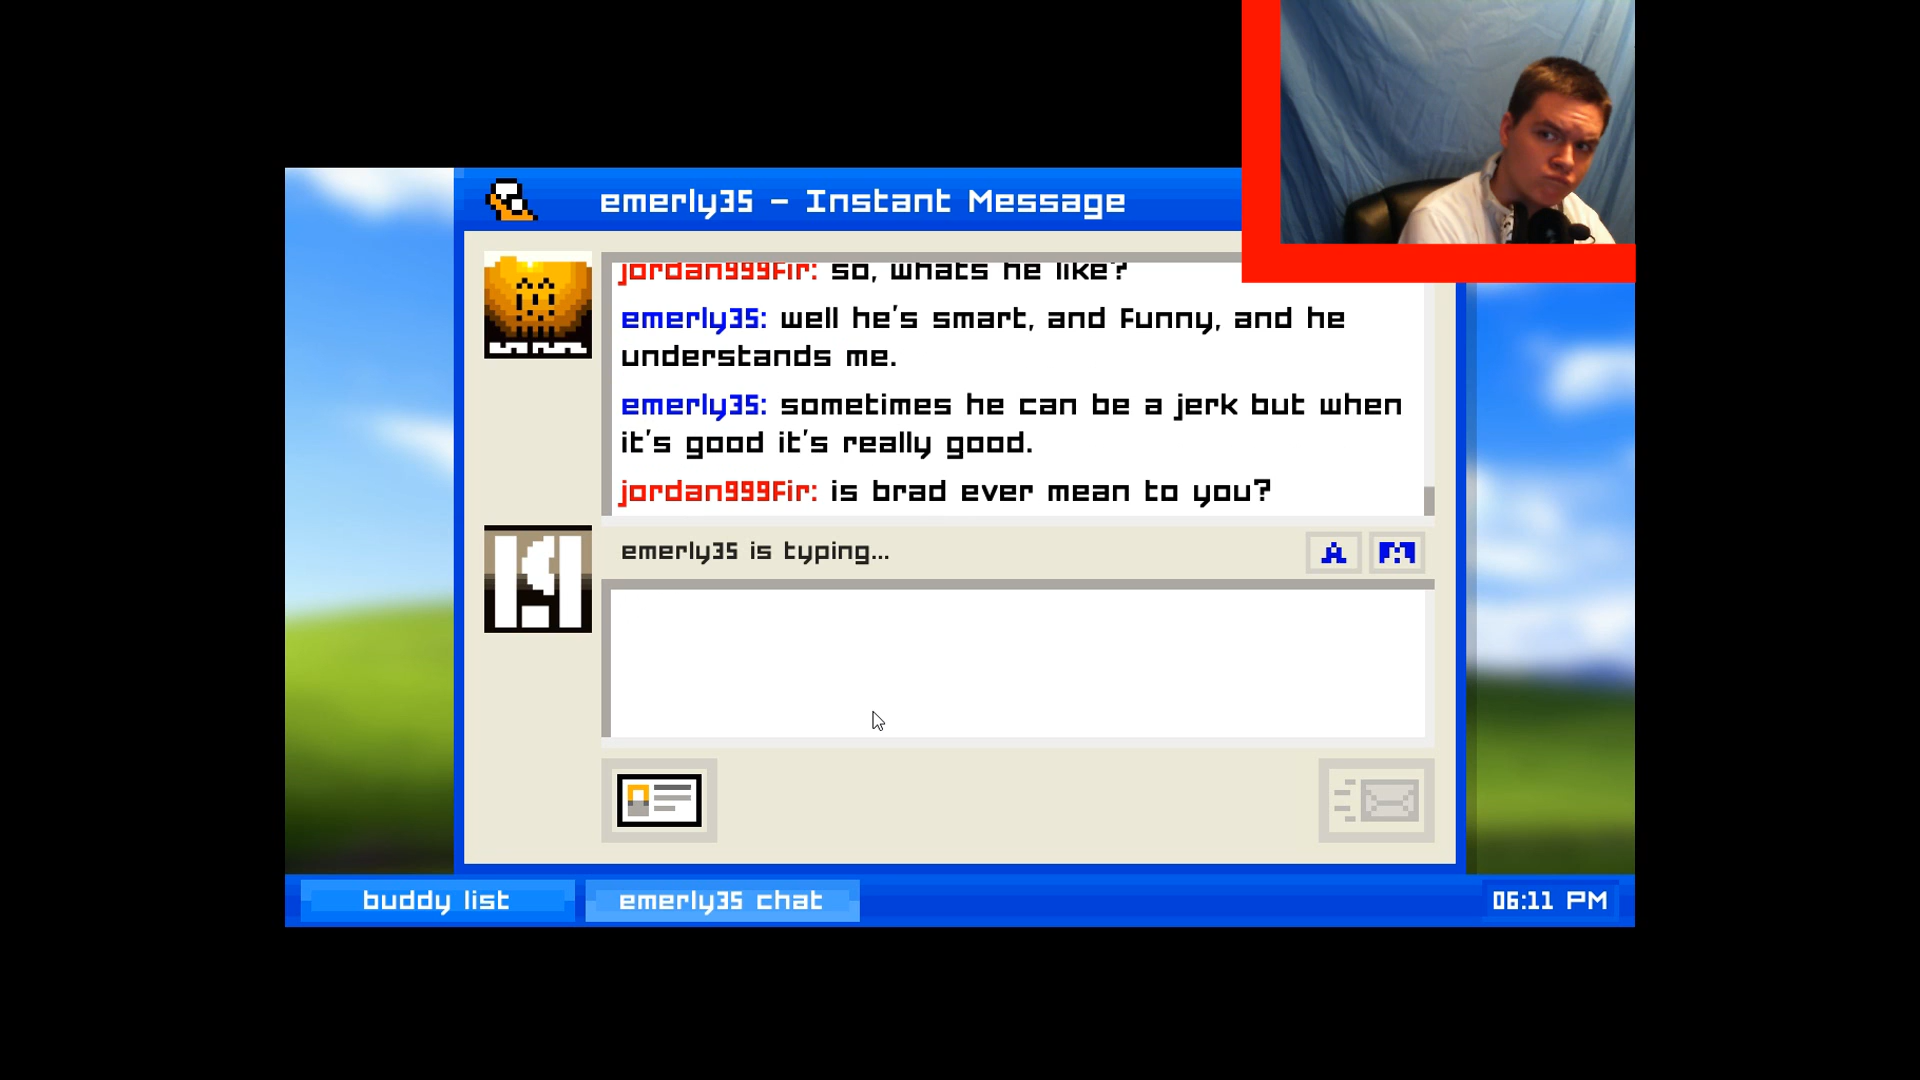 emerly35 - Instant Message
jordan999fir: so, whats he like?
emerly35: well he's smart, and funny, and he
understands me.
emerly35: sometimes he can be a jerk but when
it's good it's really good.
jordan999fir: is brad ever mean to you?
emerly35 is typing...
A
buddy list
emerly35 chat
06:11 PM